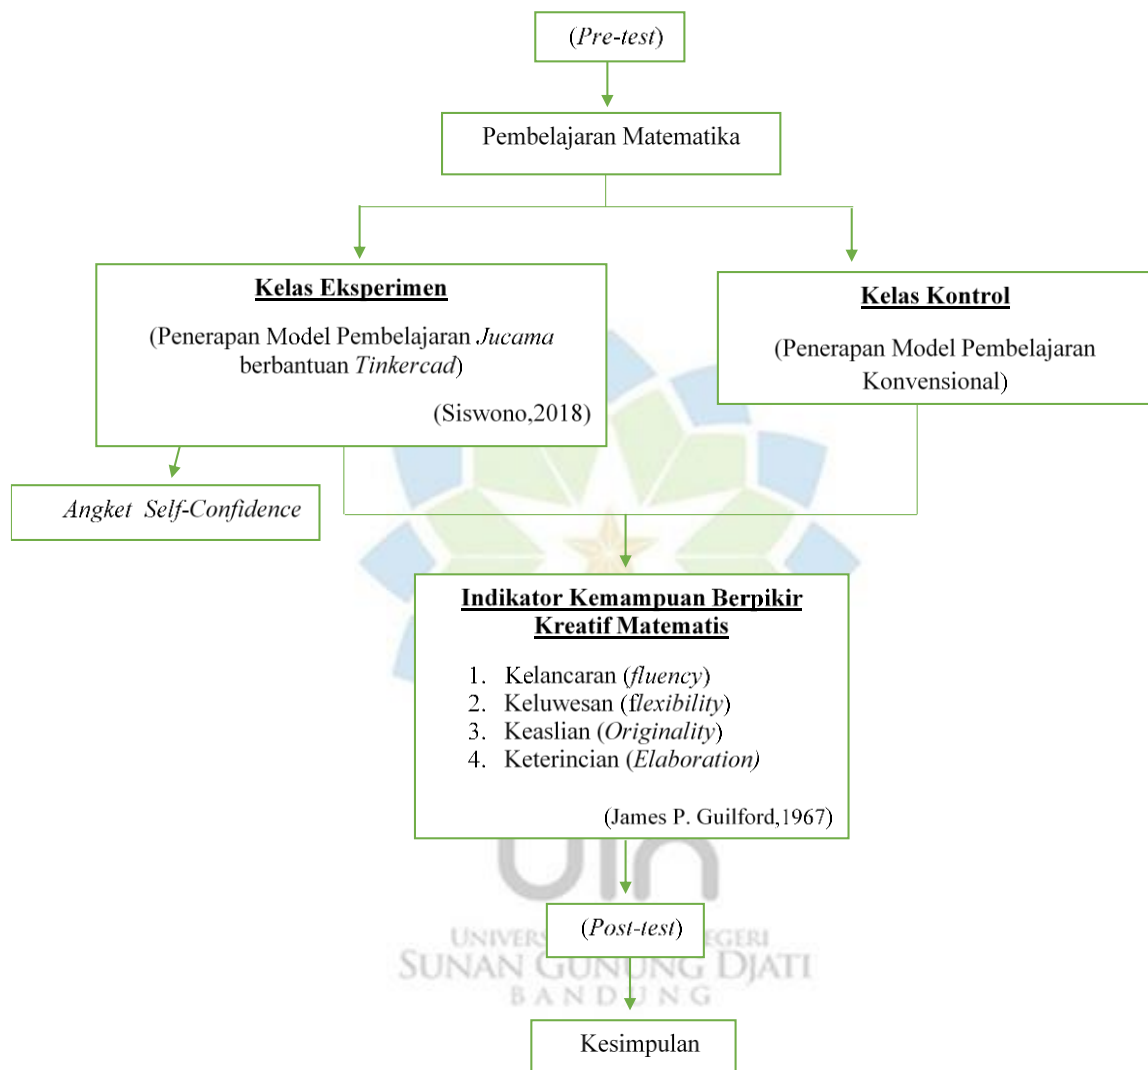 (Pre-test)
Pembelajaran Matematika
Kelas Eksperimen
(Penerapan Model Pembelajaran Jucama
berbantuan Tinkercad)
(Siswono,2018)
Kelas Kontrol
(Penerapan Model Pembelajaran
Konvensional)
Angket Self-Confidence
Indikator Kemampuan Berpikir
Kreatif Matematis
1. Kelancaran (fluency)
2. Keluwesan (flexibility)
3. Keaslian (Originality)
4. Keterincian (Elaboration)
(James P. Guilford,1967)
uin
(Post-test)
SUNAN GUNUNG DJATI
BANDUNG
Kesimpulan